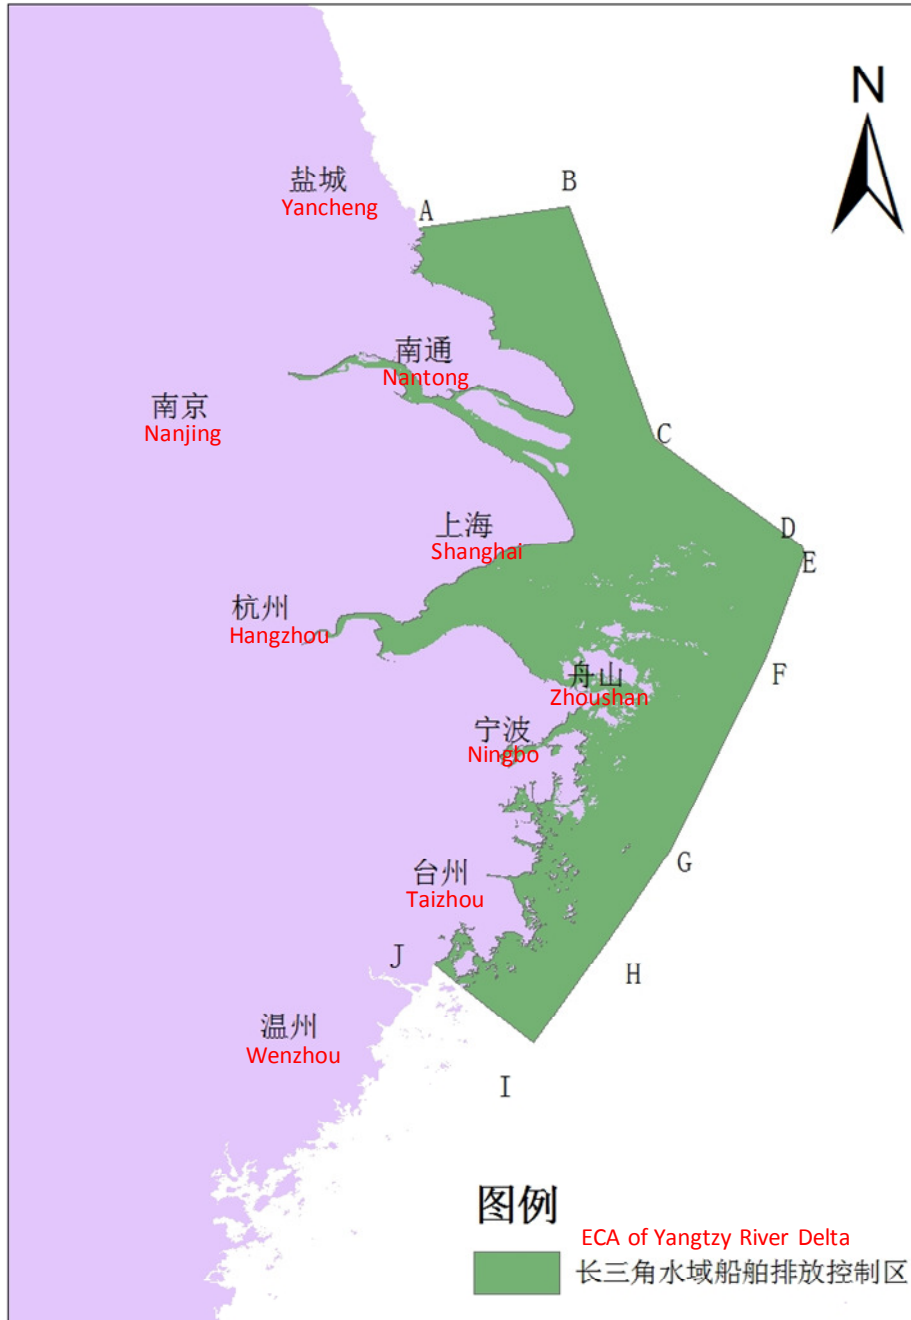 N
盐城
Yancheng
A
B
南通
Nantong
南京
Nanjing
C
上海
Shanghai
D
E
杭州
Hangzhou
F
舟山
Zhoushan
宁波
Ningbo
G
台州
Taizhou
J
H
温州
Wenzhou
I
图例
ECA of Yangtzy River Delta
长三角水域船舶排放控制区